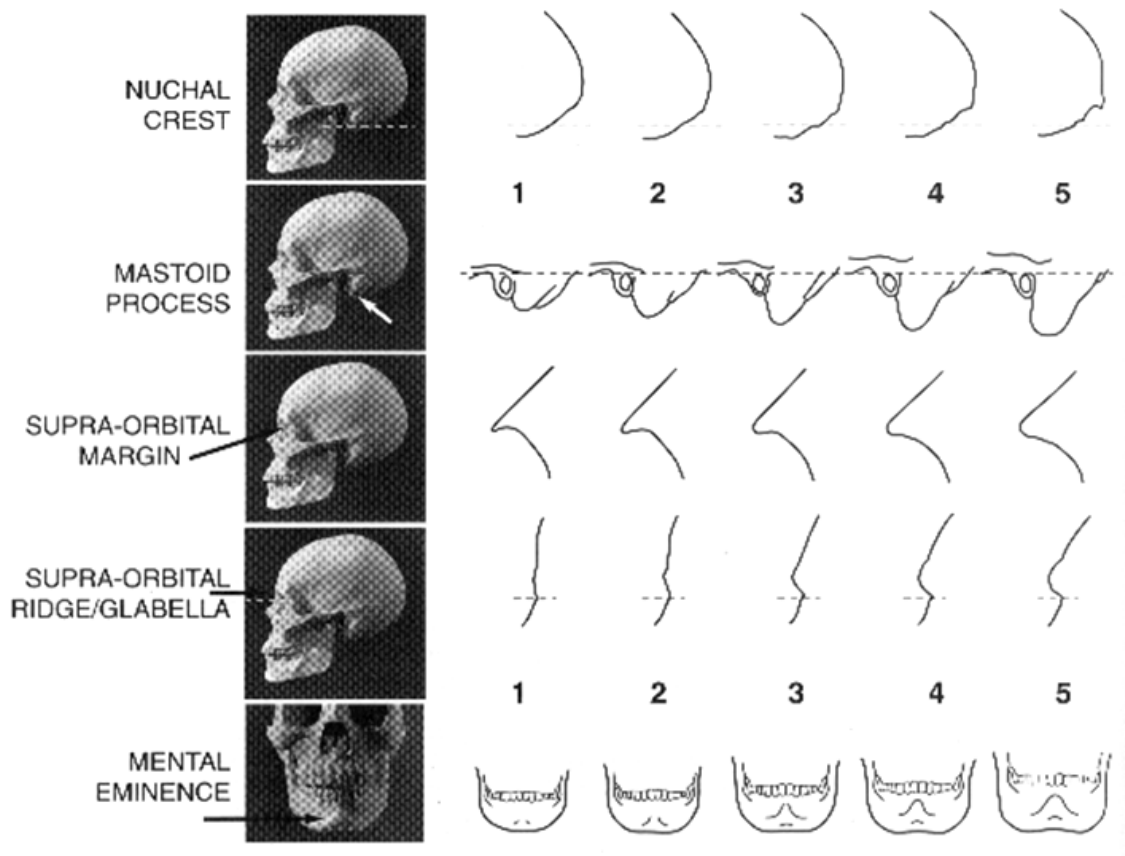 NUCHAL
CREST
1 2 3 4 5
MASTOID
PROCESS
SUPRA-ORBITAL
MARGIN
SUPRA-ORBITAL
RIDGE/GLABELLA
1 2 3 4 5
MENTAL
EMINENCE